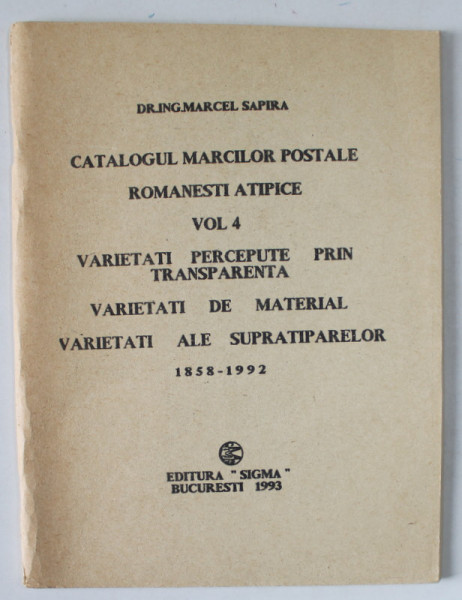 DR.ING.MARCEL SAPIRA
CATALOGUL MARCILOR POSTALE
ROMANESTI ATIPICE
VOL 4
VARIETATI PERCEPUTE PRIN
TRANSPARENTA
VARIETATI DE MATERIAL
VARIETATI ALE SUPRATIPARELOR
1858-1992
EDITURA "SIGMA"
BUCURESTI 1993